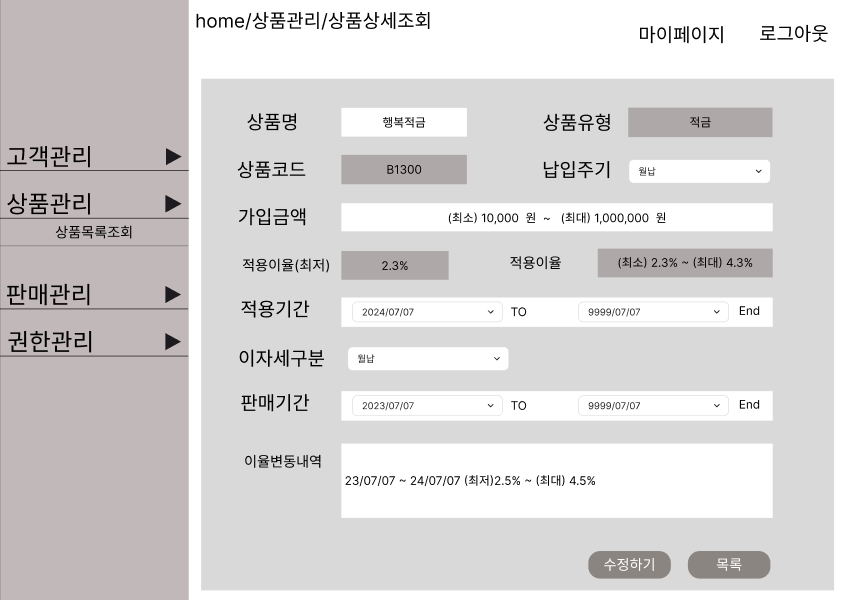 home/상품관리/상품상세조회
마이페이지 로그아웃
고객관리 ▶
상품관리 ▶
상품목록조회
판매관리 ▶
권한관리 ▶
상품명 행복적금 상품유형 적금
상품코드 B1300 납입주기 월납
가입금액 (최소) 10,000 원 ~ (최대) 1,000,000 원
적용이율(최저) 2.3% 적용이율 (최소) 2.3% ~ (최대) 4.3%
적용기간 2024/07/07 TO 9999/07/07 End
이자세구분 월납
판매기간 2023/07/07 TO 9999/07/07 End
이율변동내역
23/07/07 ~ 24/07/07 (최저)2.5% ~ (최대) 4.5%
수정하기 목록